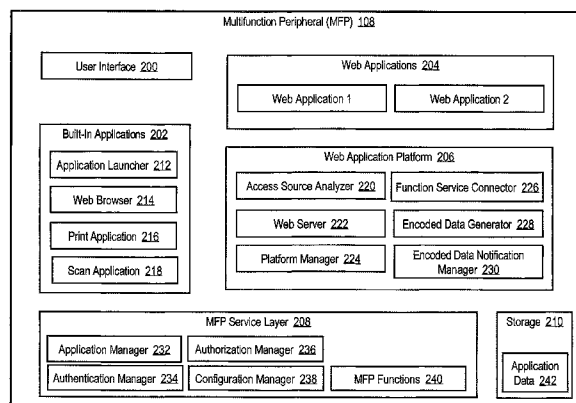 Multifunction Peripheral (MFP) 108
User Interface 200
Web Applications 204
Web Application 1
Web Application 2
Built-In Applications 202
Application Launcher 212
Web Browser 214
Print Application 216
Scan Application 218
Web Application Platform 206
Access Source Analyzer 220
Function Service Connector 226
Web Server 222
Encoded Data Generator 228
Platform Manager 224
Encoded Data Notification
Manager 230
MFP Service Layer 208
Application Manager 232
Authorization Manager 236
Authentication Manager 234
Configuration Manager 238
MFP Functions 240
Storage 210
Application
Data 242